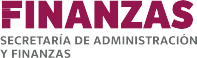 FINANZAS
SECRETARÍA DE ADMINISTRACIÓN
Y FINANZAS